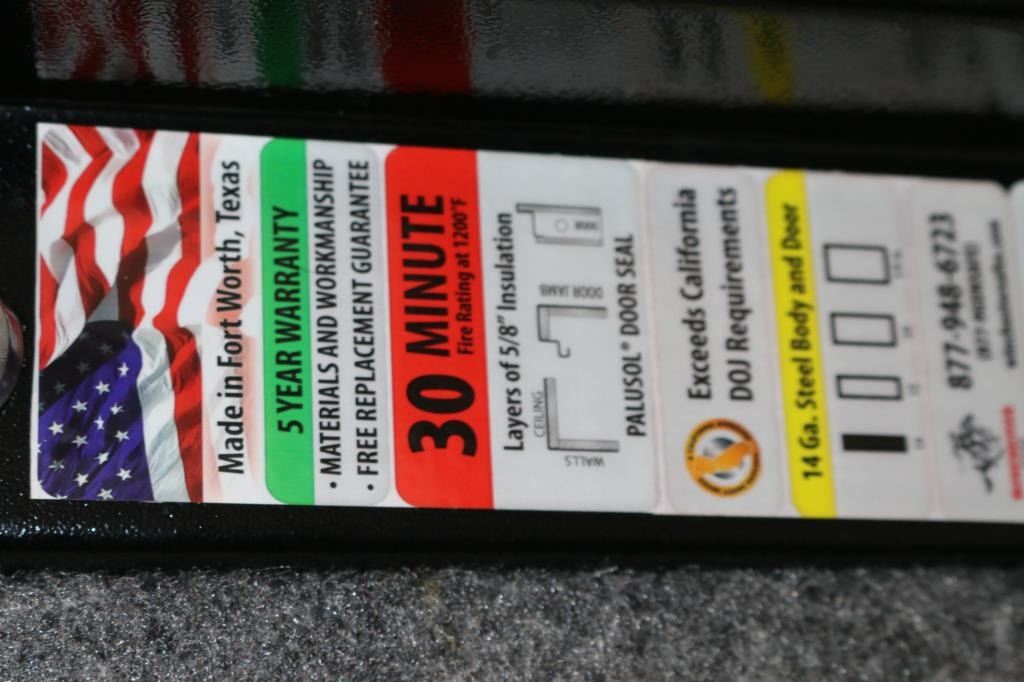 Made in Fort Worth, Texas
5 YEAR WARRANTY
• MATERIALS AND WORKMANSHIP
• FREE REPLACEMENT GUARANTEE
30 MINUTE
Fire Rating at 1200°F
Layers of 5/8" Insulation
CEILING
WALLS
DOOR JAMB
DOOR
PALUSOL® DOOR SEAL
Exceeds California
DOJ Requirements
14 Ga. Steel Body and Door
877-948-6723